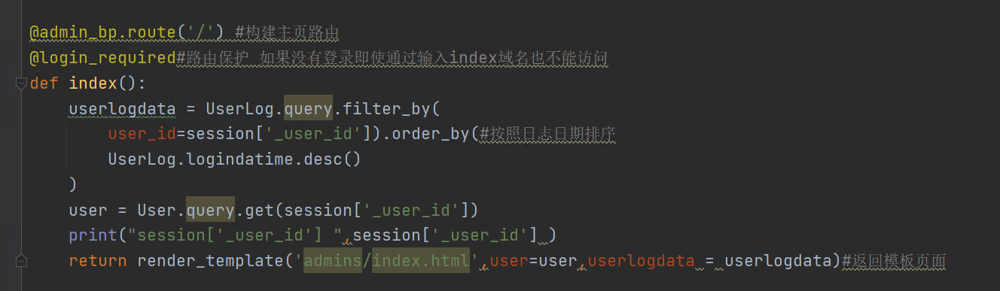 @admin_bp.route('/') #构建主页路由
@login_required#路由保护 如果没有登录即使通过输入index域名也不能访问
def index():
    userlogdata = UserLog.query.filter_by(
        user_id=session['_user_id']).order_by(#按照日志日期排序
        UserLog.logindatime.desc()
    )
    user = User.query.get(session['_user_id'])
    print("session['_user_id'] ",session['_user_id'] )
    return render_template('admins/index.html',user=user,userlogdata = userlogdata)#返回模板页面